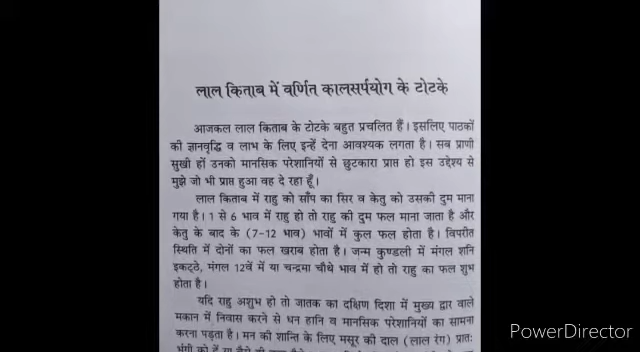 लाल किताब में वर्णित कालसर्पयोग के टोटके
आजकल लाल किताब के टोटके बहुत प्रचलित हैं। इसलिए पाठकों
की ज्ञानवृद्धि व लाभ के लिए इन्हें देना आवश्यक लगता है। सब प्राणी
सुखी हों उनको मानसिक परेशानियों से छुटकारा प्राप्त हो इस उद्देश्य से
मुझे जो भी प्राप्त हुआ वह दे रहा हूँ।
लाल किताब में राहु को साँप का सिर व केतु को उसकी दुम माना
गया है। 1 से 6 भाव में राहु हो तो राहु की दुम फल माना जाता है और
केतु के बाद के (7-12 भाव) भावों में कुल फल होता है। विपरीत
स्थिति में दोनों का फल खराब होता है। जन्म कुण्डली में मंगल शनि
इकट्ठे, मंगल 12वें में या चन्द्रमा चौथे भाव में हो तो राहु का फल शुभ
होता है।
यदि राहु अशुभ हो तो जातक का दक्षिण दिशा में मुख्य द्वार वाले
मकान में निवास करने से धन हानि व मानसिक परेशानियों का सामना
करना पड़ता है। मन की शान्ति के लिए मसूर की दाल (लाल रंग) प्रातः
भंगी को दें या वैसे ही
PowerDirector